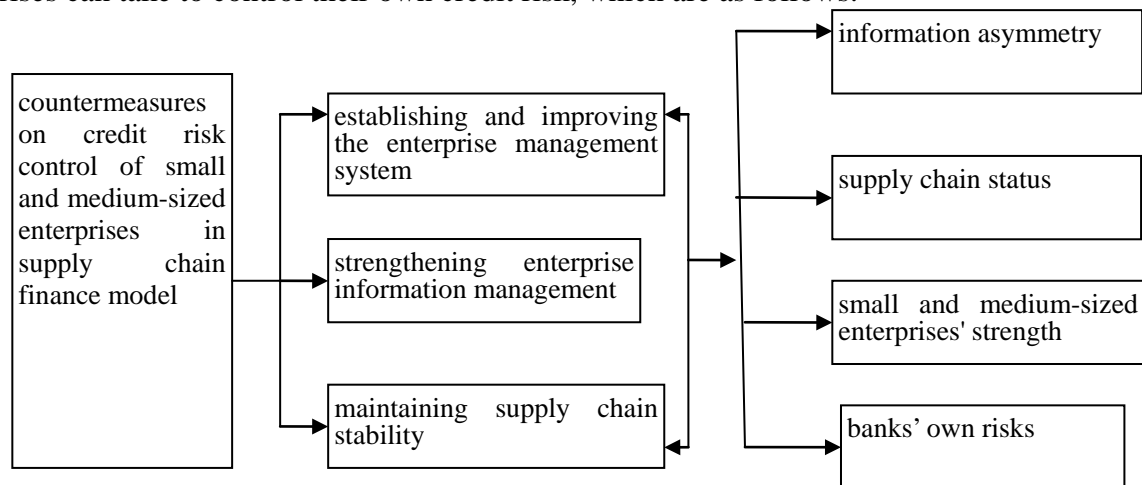 rises can take to control their own credit risk, which are as follows:
countermeasures
on credit risk
control of small
and medium-sized
enterprises in
supply chain
finance model
establishing and improving
the enterprise management
system
strengthening enterprise
information management
maintaining supply chain
stability
information asymmetry
supply chain status
small and medium-sized
enterprises' strength
banks’ own risks